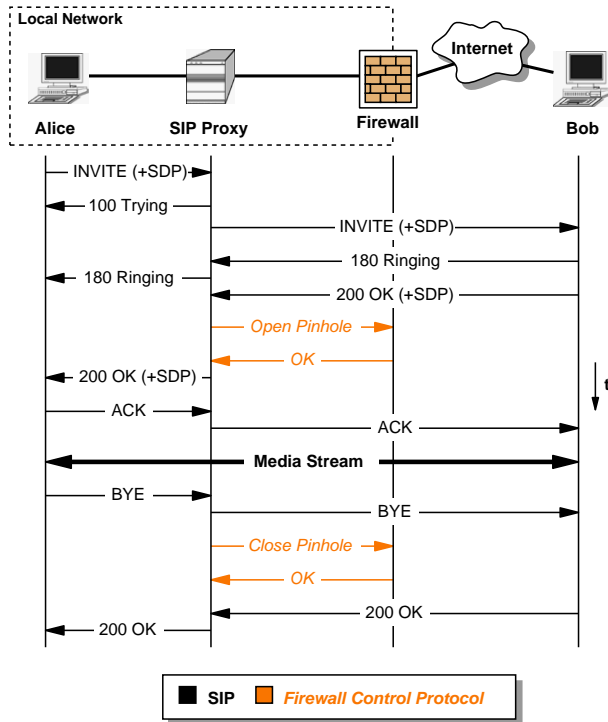 Local Network
Internet
Alice
SIP Proxy
Firewall
Bob
INVITE (+SDP)
100 Trying
INVITE (+SDP)
180 Ringing
180 Ringing
200 OK (+SDP)
Open Pinhole
OK
200 OK (+SDP)
t
ACK
ACK
Media Stream
BYE
BYE
Close Pinhole
OK
200 OK
200 OK
SIP Firewall Control Protocol